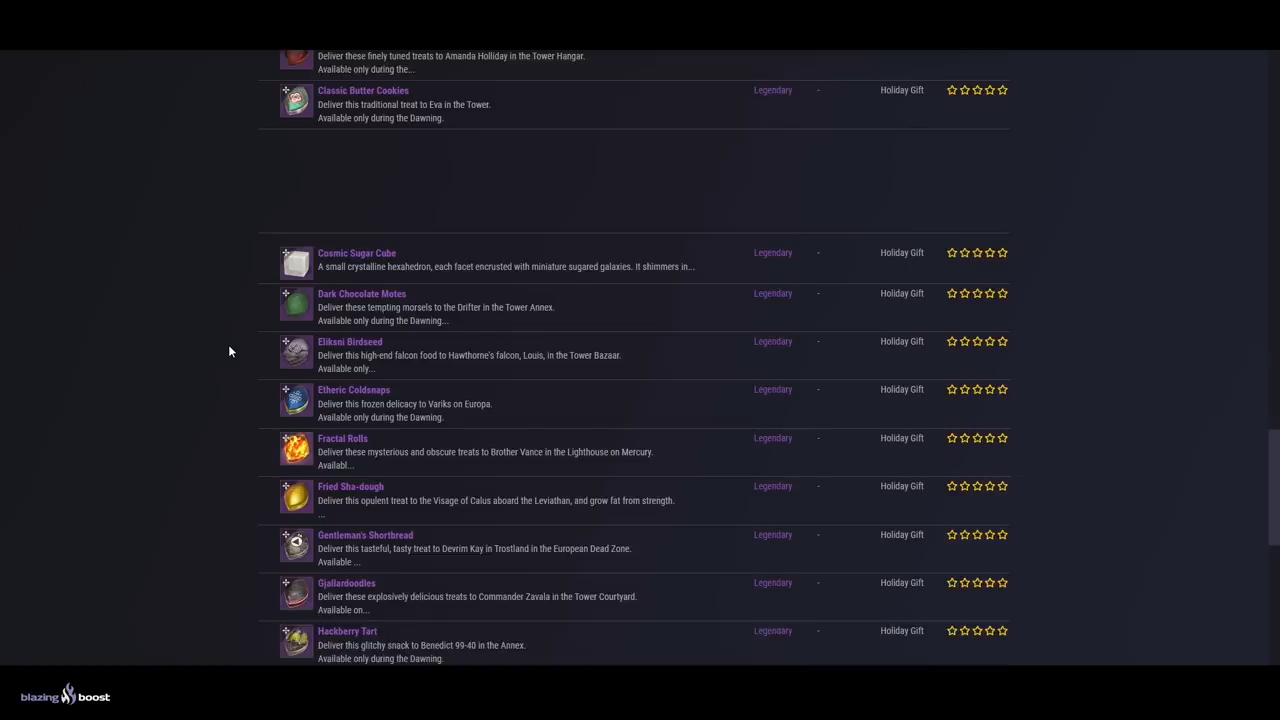 Deliver these finely tuned treats to Amanda Holliday in the Tower Hangar.
Available only during the...
Classic Butter Cookies Legendary - Holiday Gift
Deliver this traditional treat to Eva in the Tower.
Available only during the Dawning.
Cosmic Sugar Cube Legendary - Holiday Gift
A small crystalline hexahedron, each facet encrusted with miniature sugared galaxies. It shimmers in...
Dark Chocolate Motes Legendary - Holiday Gift
Deliver these tempting morsels to the Drifter in the Tower Annex.
Available only during the Dawning...
Eliksni Birdseed Legendary - Holiday Gift
Deliver this high-end falcon food to Hawthorne's falcon, Louis, in the Tower Bazaar.
Available only...
Etheric Coldsnaps Legendary - Holiday Gift
Deliver this frozen delicacy to Variks on Europa.
Available only during the Dawning.
Fractal Rolls Legendary - Holiday Gift
Deliver these mysterious and obscure treats to Brother Vance in the Lighthouse on Mercury.
Availabl...
Fried Sha-dough Legendary - Holiday Gift
Deliver this opulent treat to the Visage of Calus aboard the Leviathan, and grow fat from strength.
...
Gentleman's Shortbread Legendary - Holiday Gift
Deliver this tasteful, tasty treat to Devrim Kay in Trostland in the European Dead Zone.
Available ...
Gjallardoodles Legendary - Holiday Gift
Deliver these explosively delicious treats to Commander Zavala in the Tower Courtyard.
Available on...
Hackberry Tart Legendary - Holiday Gift
Deliver this glitchy snack to Benedict 99-40 in the Annex.
Available only during the Dawning.
blazing boost